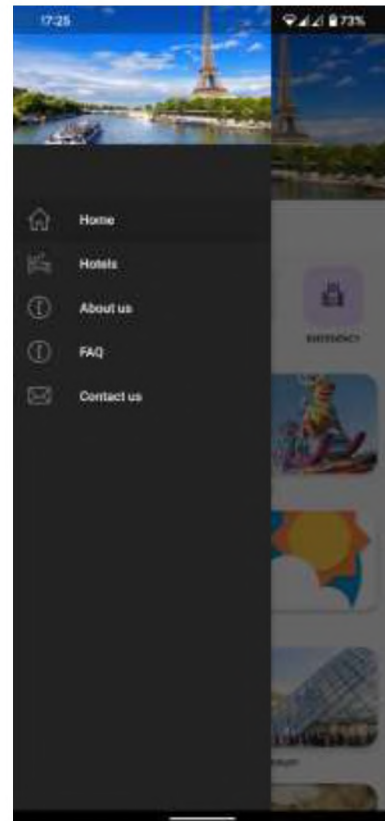 17:25 73%
Home
Hotels
EMERGENCY
About us
FAQ
Contact us